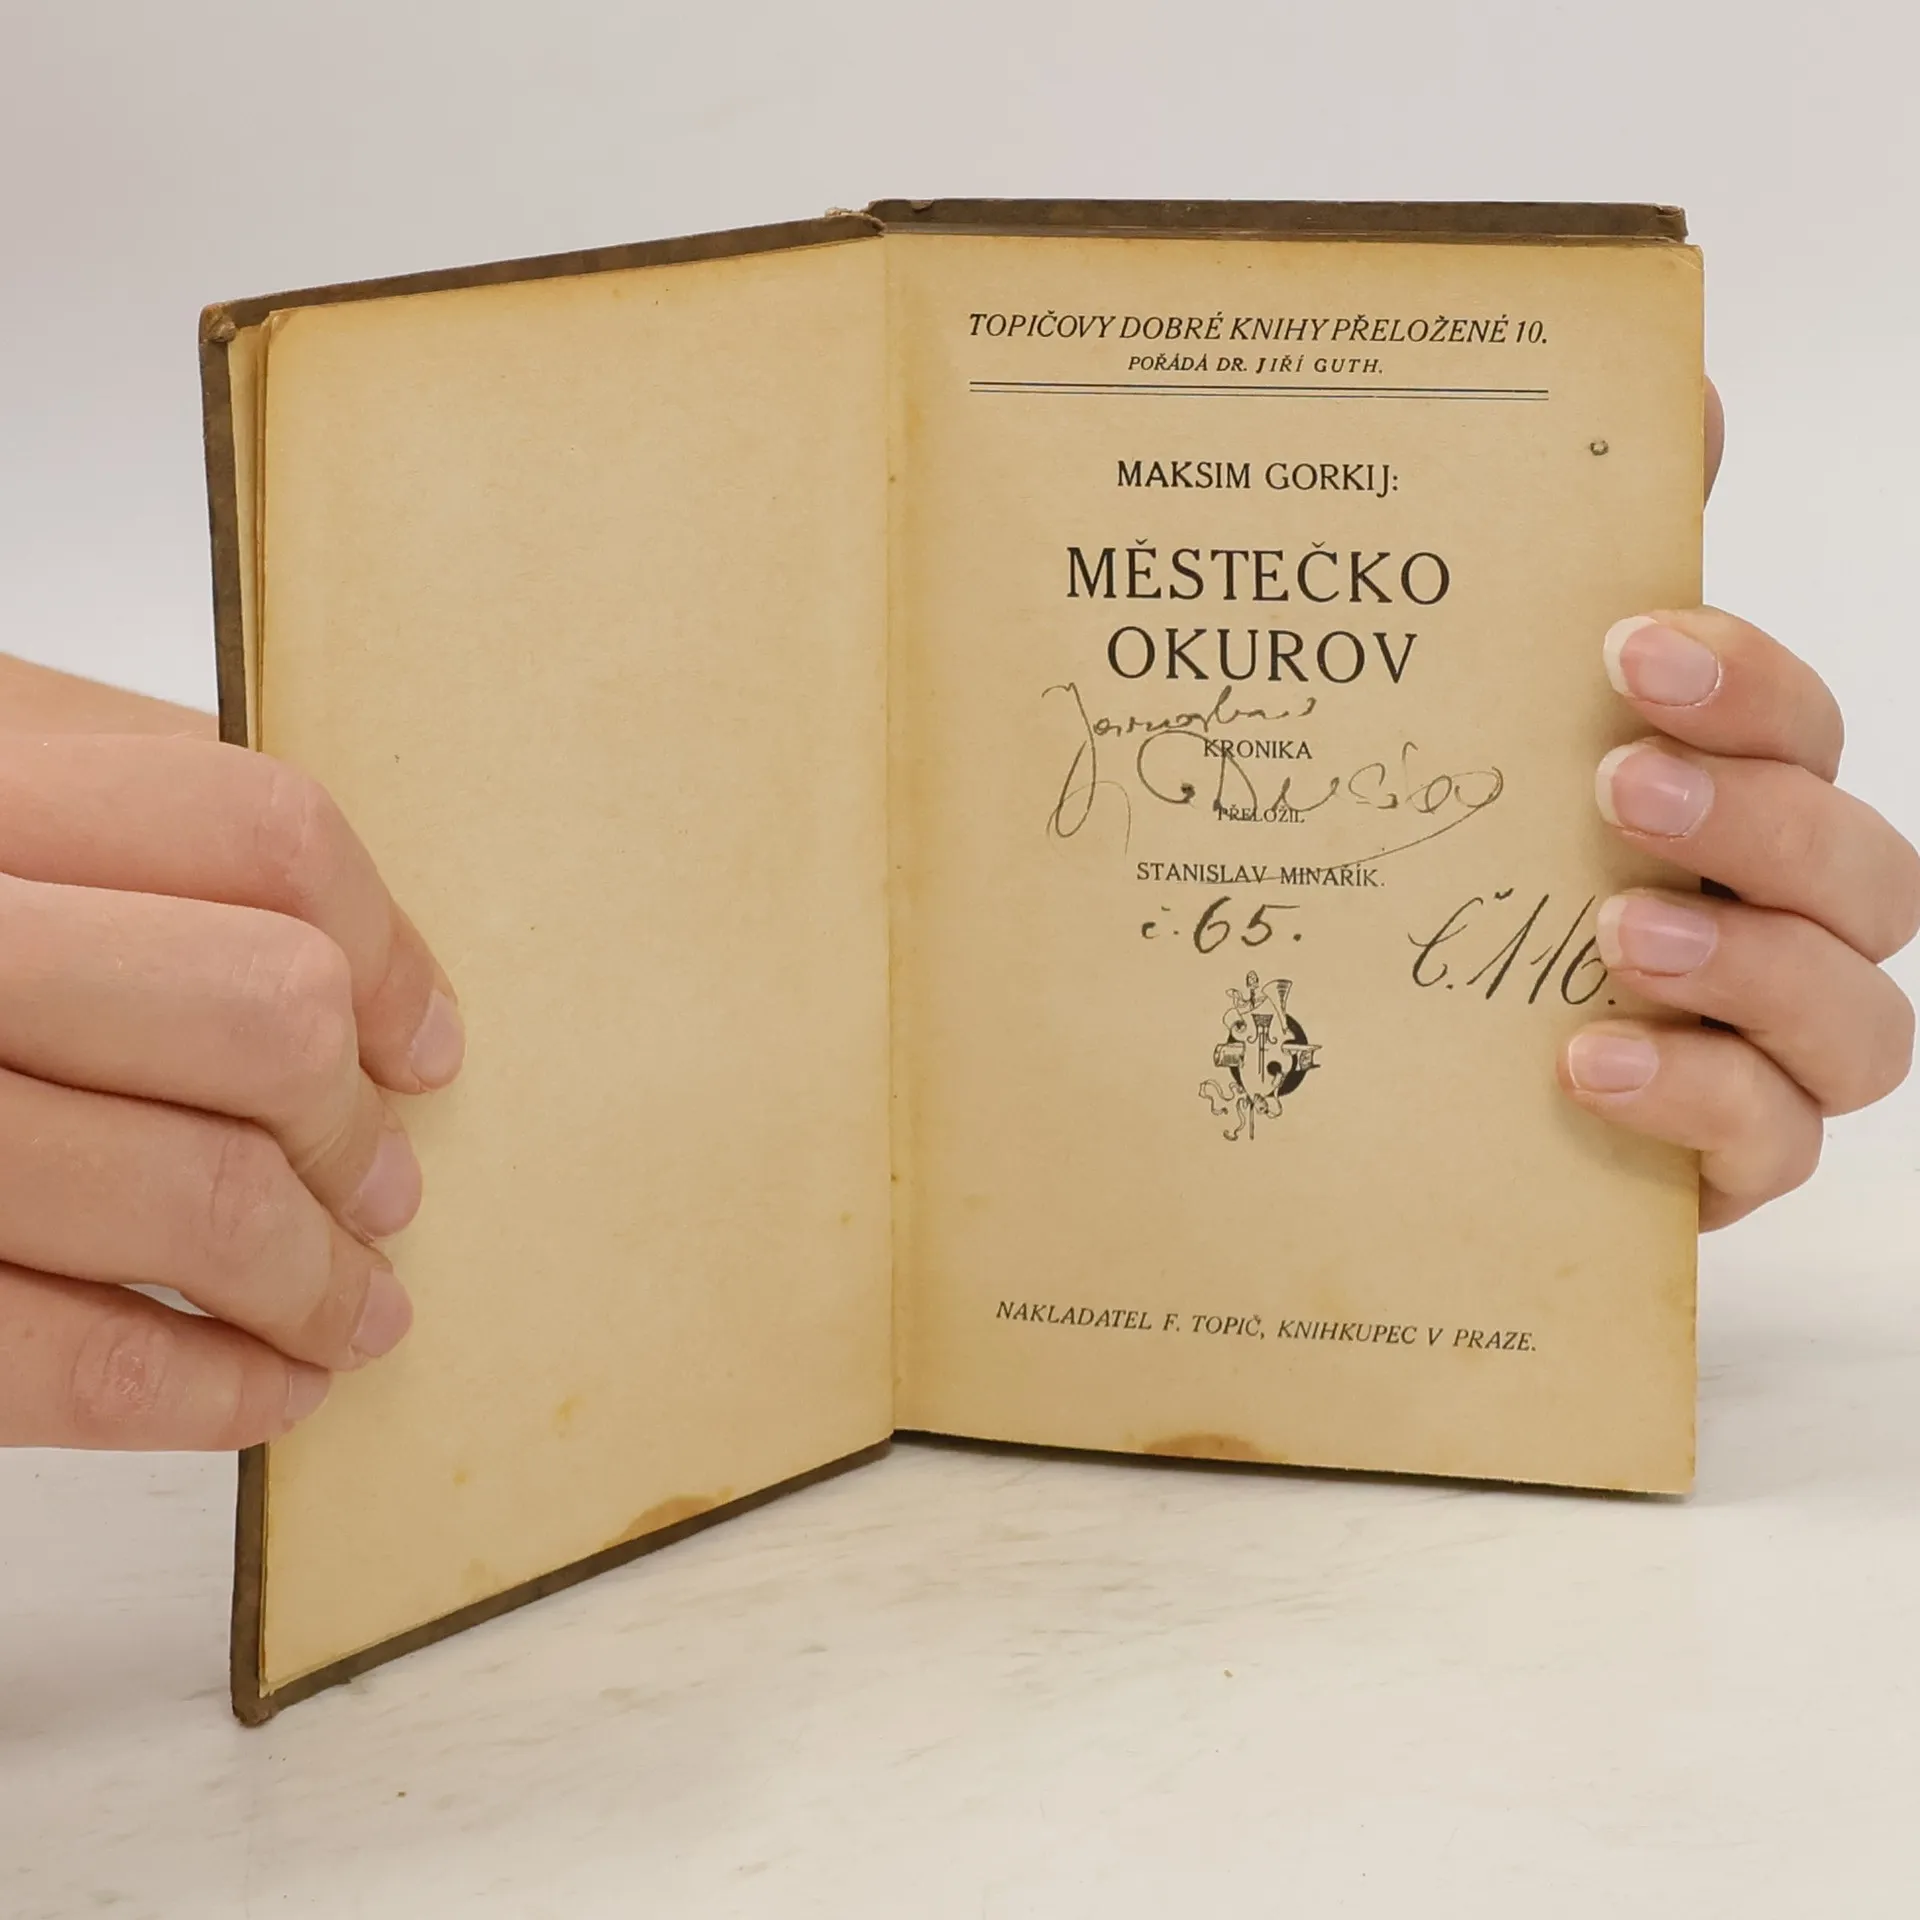 TOPIČOVY DOBRÉ KNIHY PŘELOŽENÉ 10.
POŘÁDÁ DR. JIŘÍ GUTH.
MAKSIM GORKIJ:
MĚSTEČKO
OKUROV
KRONIKA
PŘELOŽIL
STANISLAV MINAŘÍK.
č. 65.
Č. 116.
NAKLADATEL F. TOPIČ, KNIHKUPEC V PRAZE.